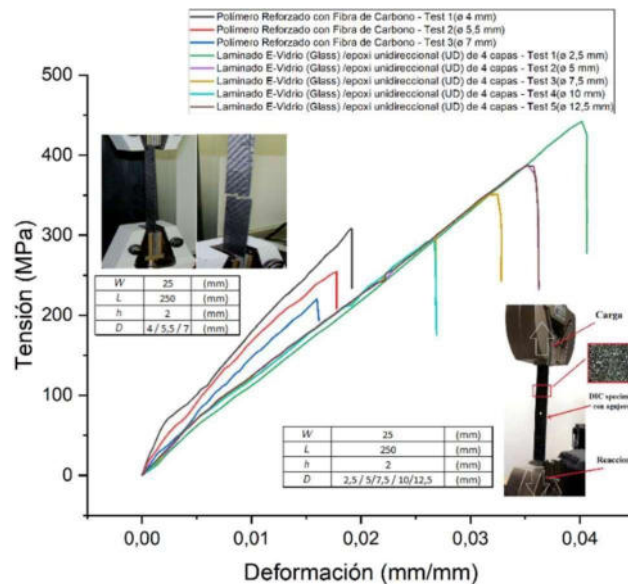 Polímero Reforzado con Fibra de Carbono - Test 1(ø 4 mm)
Polímero Reforzado con Fibra de Carbono - Test 2(ø 5,5 mm)
Polímero Reforzado con Fibra de Carbono - Test 3(ø 7 mm)
Laminado E-Vidrio (Glass) /epoxi unidireccional (UD) de 4 capas - Test 1(ø 2,5 mm)
Laminado E-Vidrio (Glass) /epoxi unidireccional (UD) de 4 capas - Test 2(ø 5 mm)
Laminado E-Vidrio (Glass) /epoxi unidireccional (UD) de 4 capas - Test 3(ø 7,5 mm)
Laminado E-Vidrio (Glass) /epoxi unidireccional (UD) de 4 capas - Test 4(ø 10 mm)
Laminado E-Vidrio (Glass) /epoxi unidireccional (UD) de 4 capas - Test 5(ø 12,5 mm)
500
400
300
200
100
0
Tensión (MPa)
W 25 (mm)
L 250 (mm)
h 2 (mm)
D 4 / 5,5 / 7 (mm)
Carga
DIC specim
con agujero
Reaccion
W 25 (mm)
L 250 (mm)
h 2 (mm)
D 2,5 / 5/7,5 / 10/12,5 (mm)
0,00 0,01 0,02 0,03 0,04
Deformación (mm/mm)